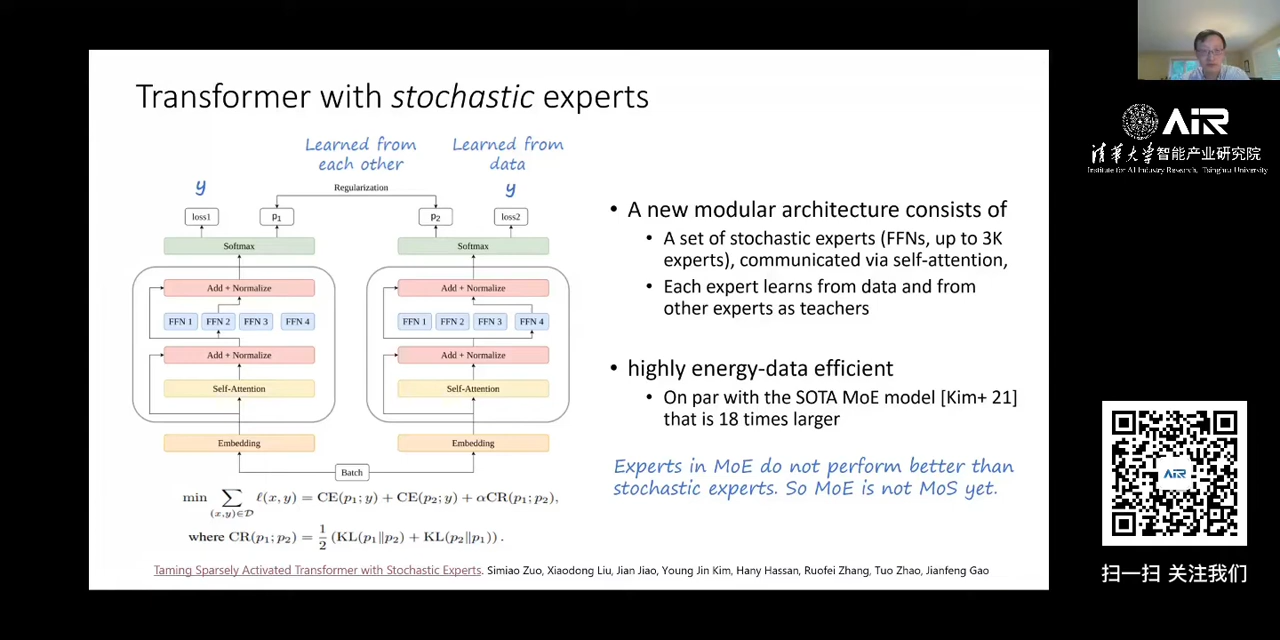 Transformer with stochastic experts
Learned from
each other
Learned from
data
y
Regularization
y
loss1
p1
p2
loss2
Softmax
Softmax
Add + Normalize
Add + Normalize
FFN 1 FFN 2 FFN 3 FFN 4
FFN 1 FFN 2 FFN 3 FFN 4
Add + Normalize
Add + Normalize
Self-Attention
Self-Attention
Embedding
Embedding
Batch
min ∑ ℓ(x, y) = CE(p₁; y) + CE(p₂; y) + αCR(p₁; p₂),
(x,y)∈D
where CR(p₁; p₂) = 1/2 (KL(p₁∥p₂) + KL(p₂∥p₁)).
• A new modular architecture consists of
• A set of stochastic experts (FFNs, up to 3K
experts), communicated via self-attention,
• Each expert learns from data and from
other experts as teachers
• highly energy-data efficient
• On par with the SOTA MoE model [Kim+ 21]
that is 18 times larger
Experts in MoE do not perform better than
stochastic experts. So MoE is not MoS yet.
Taming Sparsely Activated Transformer with Stochastic Experts. Simiao Zuo, Xiaodong Liu, Jian Jiao, Young Jin Kim, Hany Hassan, Ruofei Zhang, Tuo Zhao, Jianfeng Gao
AIR
清华大学智能产业研究院
Institute for AI Industry Research, Tsinghua University
AIR
扫一扫 关注我们